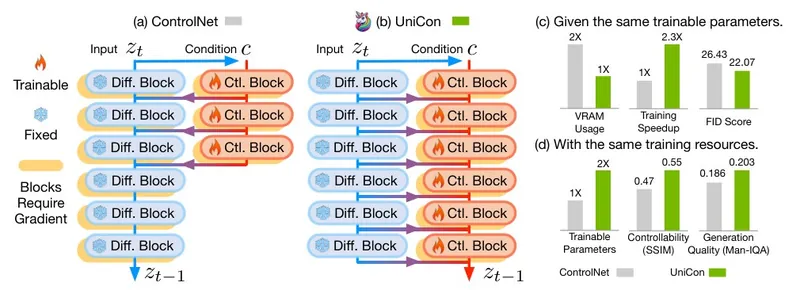 (a) ControlNet
Input z_t Condition c
Trainable
Fixed
Blocks
Require
Gradient
Diff. Block Ctl. Block
Diff. Block Ctl. Block
Diff. Block Ctl. Block
Diff. Block
Diff. Block
Diff. Block
z_{t-1}
(b) UniCon
Input z_t Condition c
Diff. Block Ctl. Block
Diff. Block Ctl. Block
Diff. Block Ctl. Block
Diff. Block Ctl. Block
Diff. Block Ctl. Block
Diff. Block Ctl. Block
z_{t-1}
(c) Given the same trainable parameters.
2X 1X
VRAM
Usage
1X 2.3X
Training
Speedup
26.43 22.07
FID Score
(d) With the same training resources.
1X 2X
Trainable
Parameters
0.47 0.55
Controllability
(SSIM)
0.186 0.203
Generation
Quality (Man-IQA)
ControlNet UniCon